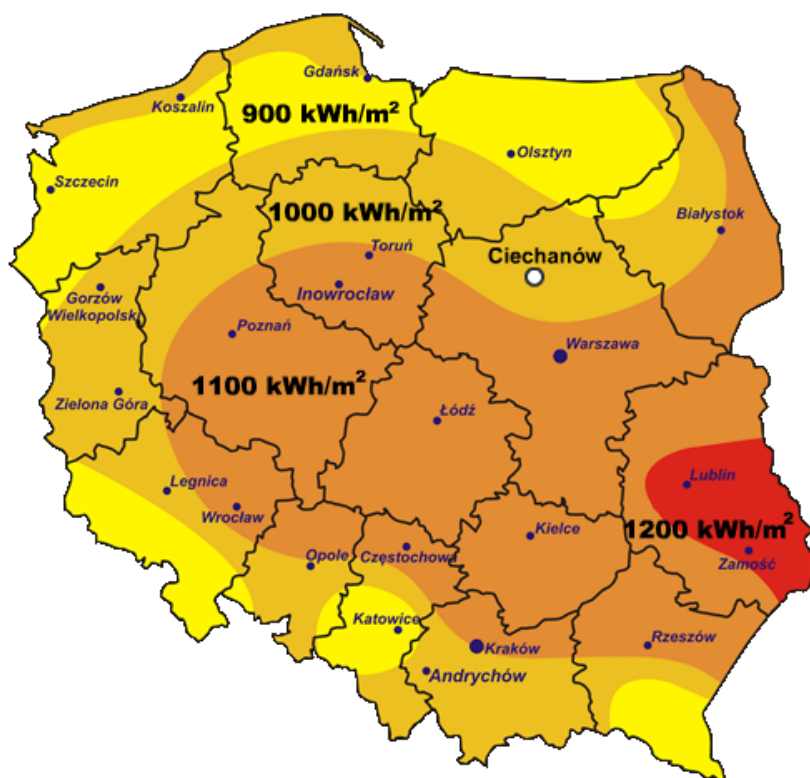 Gdańsk
Koszalin
900 kWh/m²
Olsztyn
Szczecin
1000 kWh/m²
Białystok
Toruń
Ciechanów
Gorzów
Wielkopolsk
Inowrocław
Poznań
Warszawa
1100 kWh/m²
Zielona Góra
Łódź
Legnica
Lublin
Wrocław
1200 kWh/m²
Kielce
Opole
Częstochowa
Zamość
Katowice
Rzeszów
Kraków
Andrychów